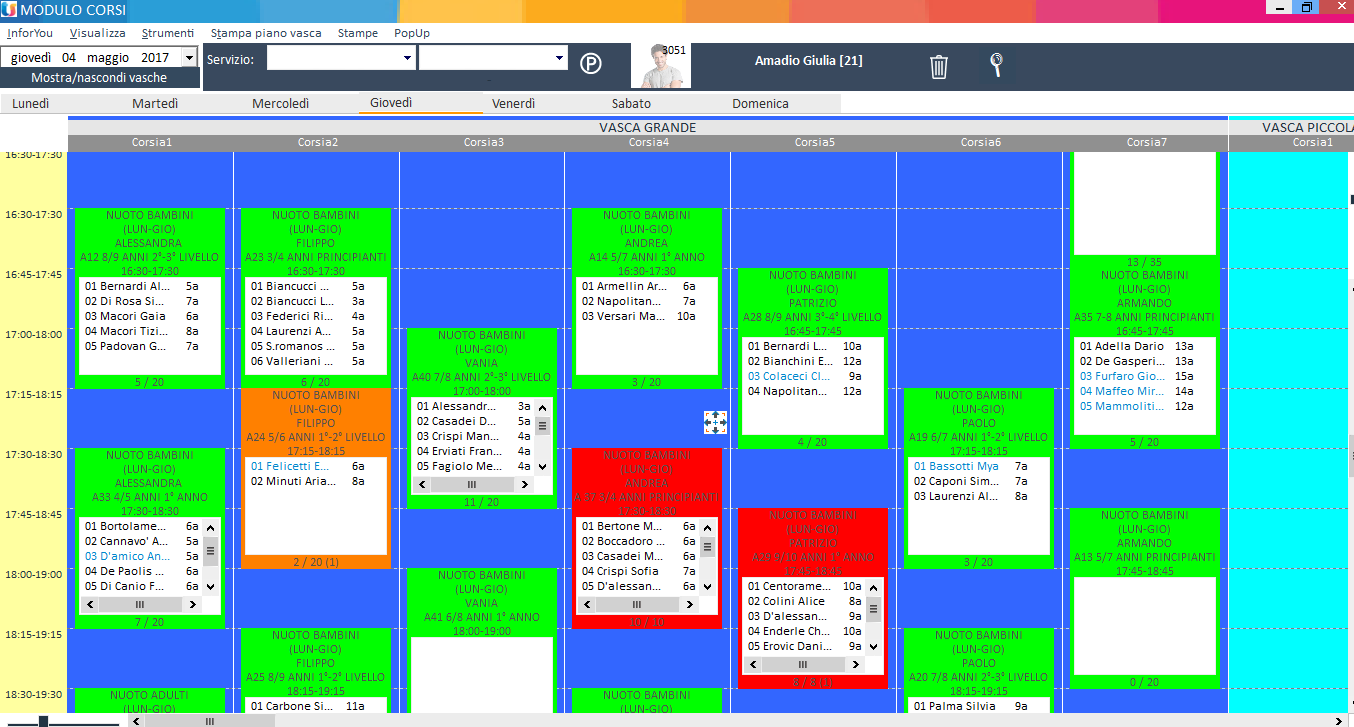 MODULO CORSI
InforYou Visualizza Strumenti Stampa piano vasca Stampe PopUp
giovedì 04 maggio 2017
Mostra/nascondi vasche
Servizio:
P
3051
Amadio Giulia [21]
Lunedì Martedì Mercoledì Giovedì Venerdì Sabato Domenica
VASCA GRANDE
VASCA PICCOLA
Corsia1 Corsia2 Corsia3 Corsia4 Corsia5 Corsia6 Corsia7 Corsia1
16:30-17:30
16:30-17:30
16:45-17:45
17:00-18:00
17:15-18:15
17:30-18:30
17:45-18:45
18:00-19:00
18:15-19:15
18:30-19:30
NUOTO BAMBINI
(LUN-GIO)
ALESSANDRA
A12 8/9 ANNI 2°-3° LIVELLO
16:30-17:30
01 Bernardi Al... 5a
02 Di Rosa Si... 7a
03 Macori Gaia 6a
04 Macori Tizi... 8a
05 Padovan G... 7a
5 / 20
NUOTO BAMBINI
(LUN-GIO)
ALESSANDRA
A33 4/5 ANNI 1° ANNO
17:30-18:30
01 Bortolame... 6a
02 Cannavo' A... 5a
03 D'amico An... 5a
04 De Paolis ... 6a
05 Di Canio F... 6a
7 / 20
NUOTO ADULTI
(LUN-GIO)
NUOTO BAMBINI
(LUN-GIO)
FILIPPO
A23 3/4 ANNI PRINCIPIANTI
16:30-17:30
01 Biancucci ... 5a
02 Biancucci L... 3a
03 Federici Ri... 4a
04 Laurenzi A... 5a
05 S.romanos ... 5a
06 Valleriani ... 5a
6 / 20
NUOTO BAMBINI
(LUN-GIO)
FILIPPO
A24 5/6 ANNI 1°-2° LIVELLO
17:15-18:15
01 Felicetti E... 6a
02 Minuti Aria... 8a
2 / 20 (1)
NUOTO BAMBINI
(LUN-GIO)
FILIPPO
A25 8/9 ANNI 1°-2° LIVELLO
18:15-19:15
01 Carbone Si... 11a
NUOTO BAMBINI
(LUN-GIO)
VANIA
A40 7/8 ANNI 2°-3° LIVELLO
17:00-18:00
01 Alessandr... 3a
02 Casadei D... 5a
03 Crispi Man... 4a
04 Erviati Fran... 4a
05 Fagiolo Me... 4a
11 / 20
NUOTO BAMBINI
(LUN-GIO)
VANIA
A41 6/8 ANNI 1° ANNO
18:00-19:00
NUOTO BAMBINI
(LUN-GIO)
ANDREA
A14 5/7 ANNI 1° ANNO
16:30-17:30
01 Armellin Ar... 6a
02 Napolitan... 7a
03 Versari Ma... 10a
3 / 20
NUOTO BAMBINI
(LUN-GIO)
ANDREA
A 37 3/4 ANNI PRINCIPIANTI
17:30-18:30
01 Bertone M... 6a
02 Boccadoro ... 6a
03 Casadei M... 6a
04 Crispi Sofia 7a
05 D'alessan... 6a
10 / 10
NUOTO BAMBINI
(LUN-GIO)
NUOTO BAMBINI
(LUN-GIO)
PATRIZIO
A28 8/9 ANNI 3°-4° LIVELLO
16:45-17:45
01 Bernardi L... 10a
02 Bianchini E... 12a
03 Colaceci Cl... 9a
04 Napolitan... 12a
4 / 20
NUOTO BAMBINI
(LUN-GIO)
PATRIZIO
A29 9/10 ANNI 1° ANNO
17:45-18:45
01 Centorame... 10a
02 Colini Alice 8a
03 D'alessan... 9a
04 Enderle Ch... 10a
05 Erovic Dani... 9a
8 / 8 (1)
NUOTO BAMBINI
(LUN-GIO)
PAOLO
A19 6/7 ANNI 1°-2° LIVELLO
17:15-18:15
01 Bassotti Mya 7a
02 Caponi Sim... 7a
03 Laurenzi Al... 8a
3 / 20
NUOTO BAMBINI
(LUN-GIO)
PAOLO
A20 7/8 ANNI 1°-2° LIVELLO
18:15-19:15
01 Palma Silvia 9a
13 / 35
NUOTO BAMBINI
(LUN-GIO)
ARMANDO
A35 7-8 ANNI PRINCIPIANTI
16:45-17:45
01 Adella Dario 13a
02 De Gasperi... 13a
03 Furfaro Gio... 15a
04 Maffeo Mir... 14a
05 Mammoliti... 12a
5 / 20
NUOTO BAMBINI
(LUN-GIO)
ARMANDO
A13 5/7 ANNI PRINCIPIANTI
17:45-18:45
0 / 20